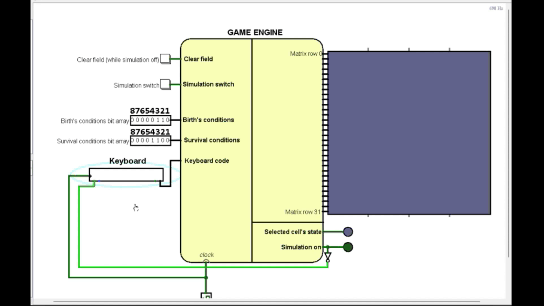 GAME ENGINE
Clear field (while simulation off)
Clear field
Matrix row 0
Simulation switch
Simulation switch
87654321
Birth's conditions bit array
00000110
Birth's conditions
87654321
Survival conditions bit array
00001100
Survival conditions
Keyboard
Keyboard code
Matrix row 31
Selected cell's state
Simulation on
clock